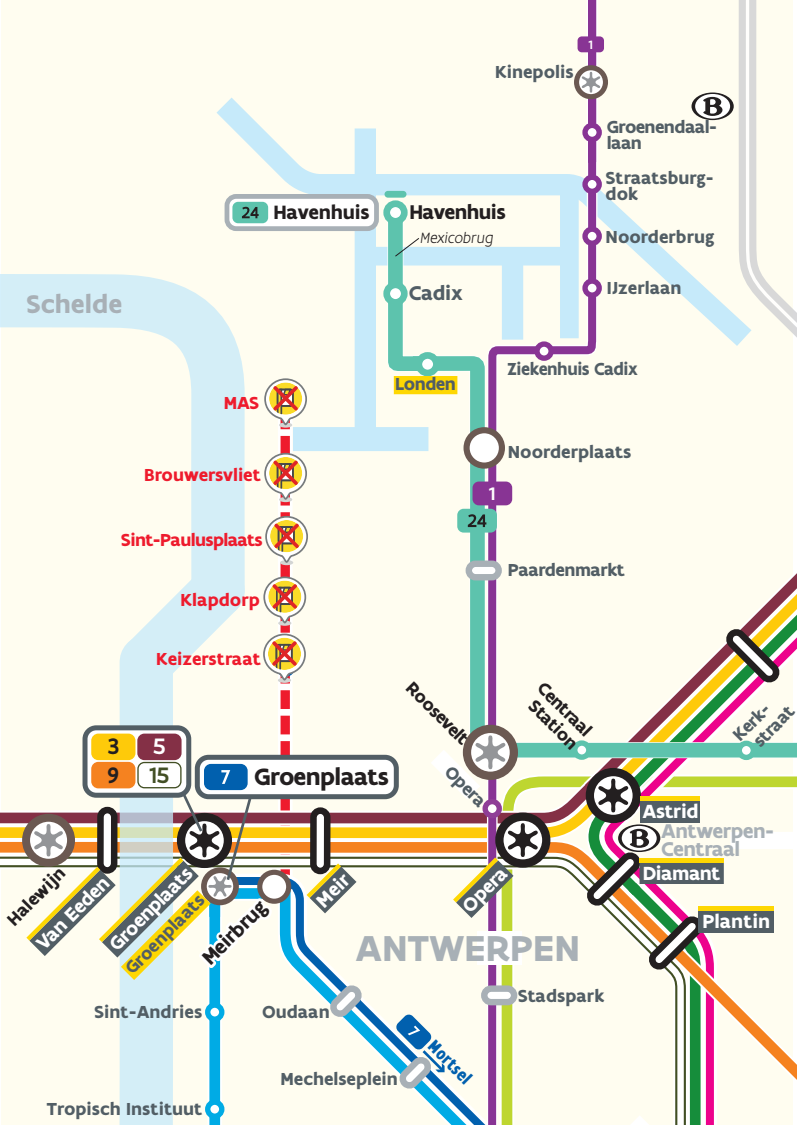 1
Kinepolis
B
Groenendaal-
laan
Straatsburg-
dok
24 Havenhuis
Havenhuis
Mexicobrug
Noorderbrug
Cadix
IJzerlaan
Schelde
Ziekenhuis Cadix
Londen
MAS
Noorderplaats
Brouwersvliet
1
24
Sint-Paulusplaats
Paardenmarkt
Klapdorp
Keizerstraat
Roosevelt
Centraal
Station
Kerk-
straat
3 5
9 15
7 Groenplaats
Opera
Astrid
B
Antwerpen-
Centraal
Halewijn
Van Eeden
Groenplaats
Groenplaats
Meirbrug
Meir
Opera
Diamant
Plantin
ANTWERPEN
Sint-Andries
Oudaan
Stadspark
7 Mortsel
Mechelseplein
Tropisch Instituut